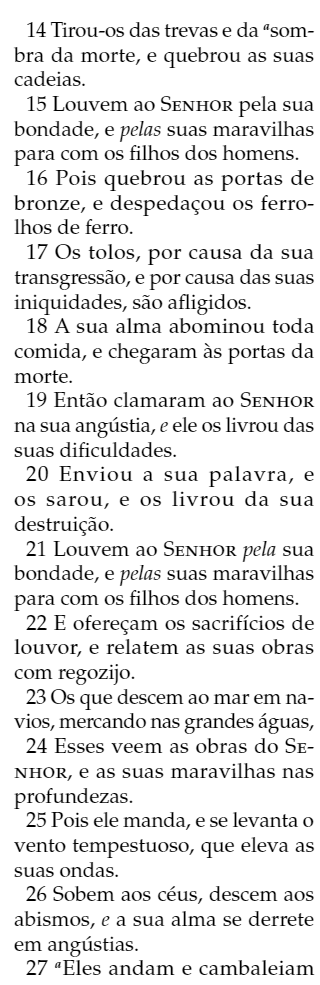 14 Tirou-os das trevas e da ᵃsom-
bra da morte, e quebrou as suas
cadeias.
15 Louvem ao SENHOR pela sua
bondade, e pelas suas maravilhas
para com os filhos dos homens.
16 Pois quebrou as portas de
bronze, e despedaçou os ferro-
lhos de ferro.
17 Os tolos, por causa da sua
transgressão, e por causa das suas
iniquidades, são afligidos.
18 A sua alma abominou toda
comida, e chegaram às portas da
morte.
19 Então clamaram ao SENHOR
na sua angústia, e ele os livrou das
suas dificuldades.
20 Enviou a sua palavra, e
os sarou, e os livrou da sua
destruição.
21 Louvem ao SENHOR pela sua
bondade, e pelas suas maravilhas
para com os filhos dos homens.
22 E ofereçam os sacrifícios de
louvor, e relatem as suas obras
com regozijo.
23 Os que descem ao mar em na-
vios, mercando nas grandes águas,
24 Esses veem as obras do SE-
NHOR, e as suas maravilhas nas
profundezas.
25 Pois ele manda, e se levanta o
vento tempestuoso, que eleva as
suas ondas.
26 Sobem aos céus, descem aos
abismos, e a sua alma se derrete
em angústias.
27 ᵃEles andam e cambaleiam